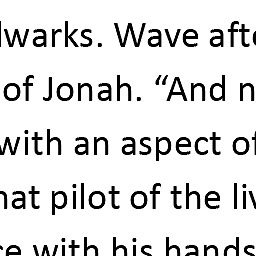 lwarks. Wave afte
of Jonah. “And n
with an aspect of
hat pilot of the liv
ce with his hands